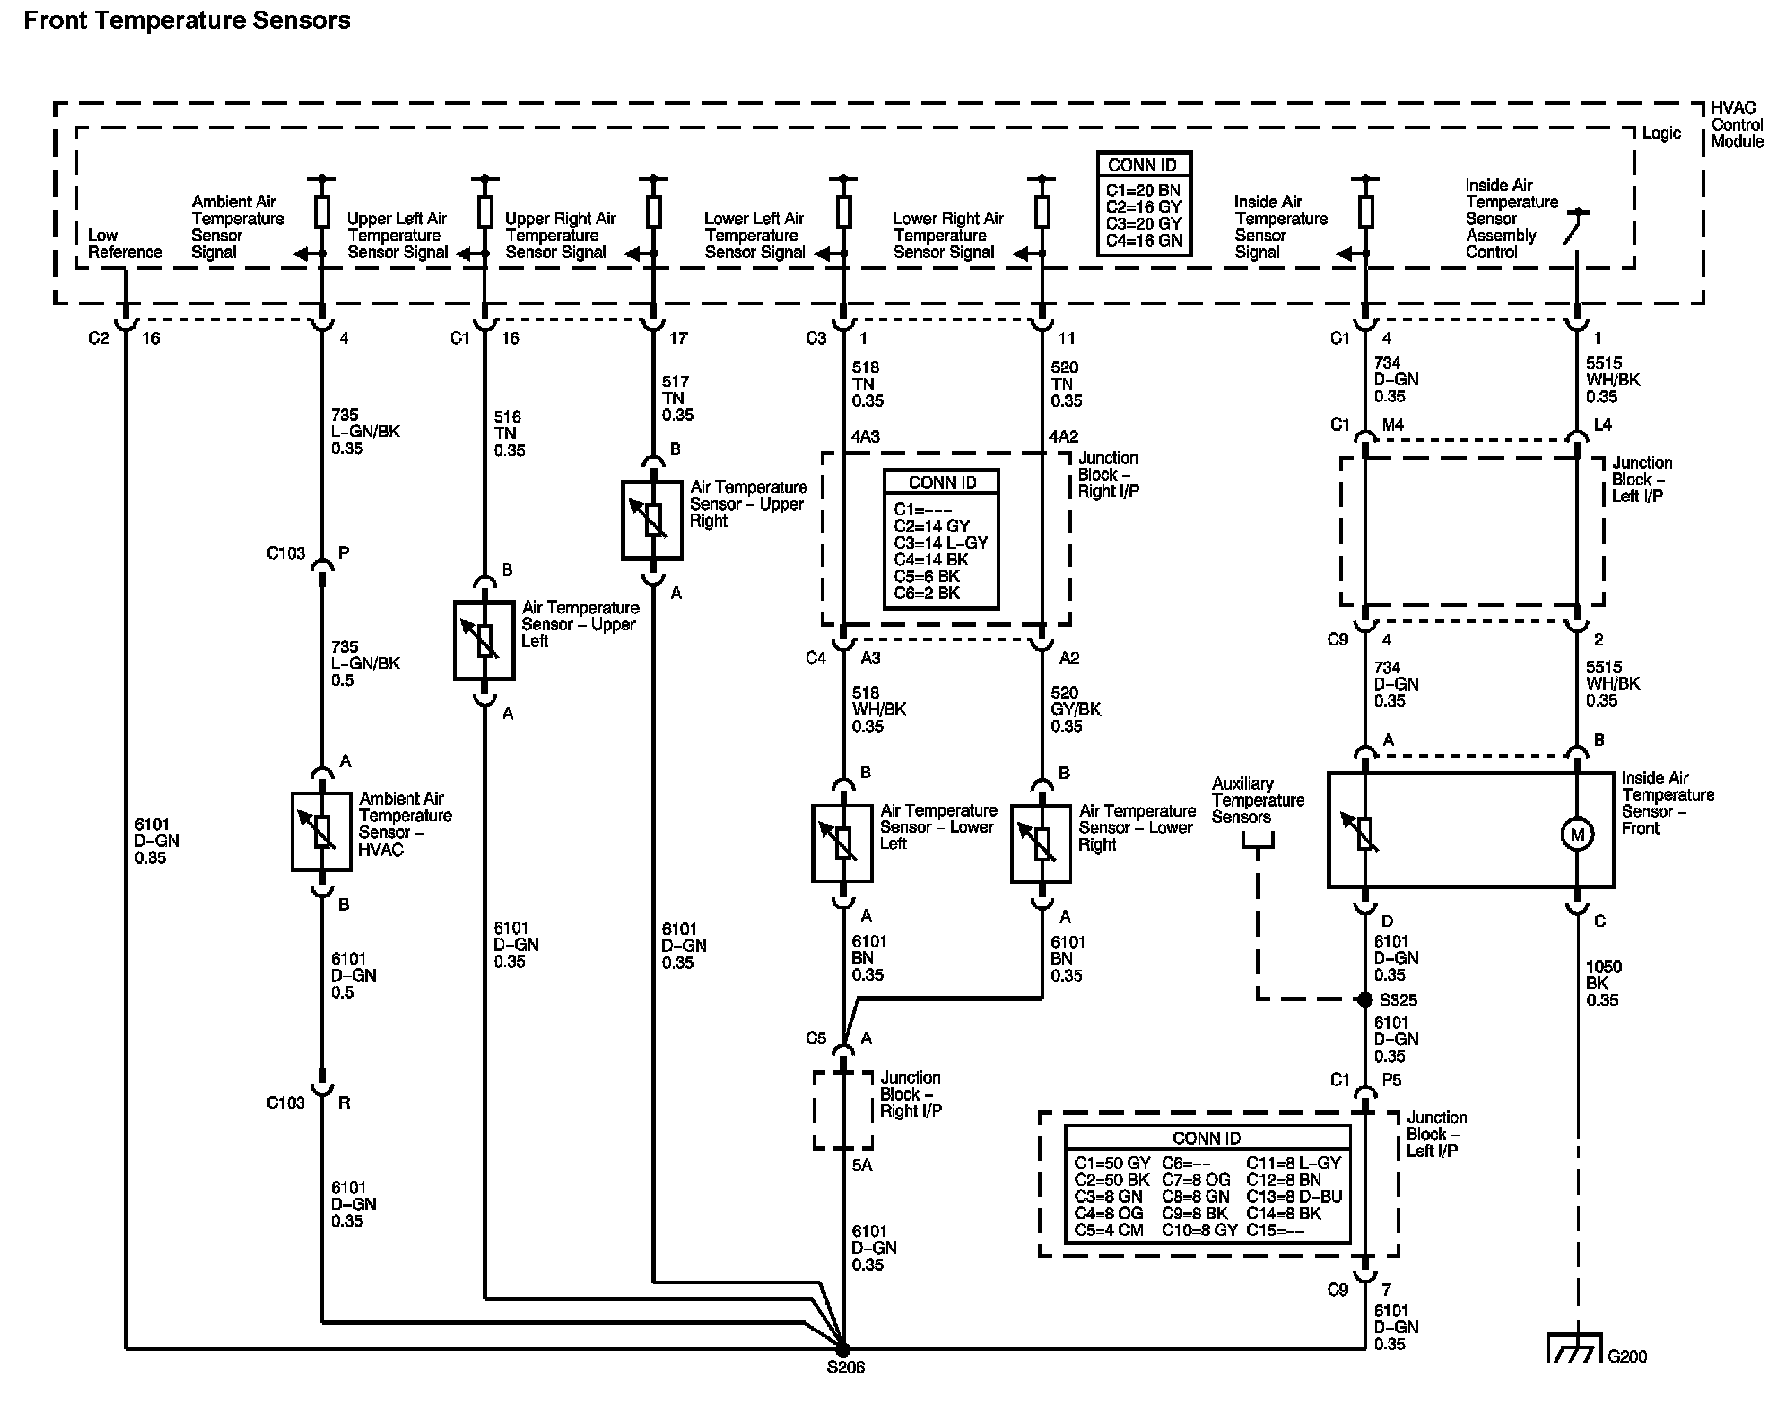 Front Temperature Sensors
HVAC
Control
Module
Logic
Low
Reference
Ambient Air
Temperature
Sensor
Signal
Upper Left Air
Temperature
Sensor Signal
Upper Right Air
Temperature
Sensor Signal
Lower Left Air
Temperature
Sensor Signal
Lower Right Air
Temperature
Sensor Signal
CONN ID
C1=20 BN
C2=16 GY
C3=20 GY
C4=16 GN
Inside Air
Temperature
Sensor
Signal
Inside Air
Temperature
Sensor
Assembly
Control
C2 16
4
C1 16
17
C3 1
11
C1 4
1
735
L-GN/BK
0.35
516
TN
0.35
517
TN
0.35
518
TN
0.35
520
TN
0.35
734
D-GN
0.35
5515
WH/BK
0.35
C1 M4
L4
4A3
4A2
B
Air Temperature
Sensor – Upper
Right
A
Junction
Block –
Right I/P
CONN ID
C1=---
C2=14 GY
C3=14 L-GY
C4=14 BK
C5=6 BK
C6=2 BK
Junction
Block –
Left I/P
C103 P
B
Air Temperature
Sensor – Upper
Left
A
735
L-GN/BK
0.5
C4 A3
A2
C9 4
2
518
WH/BK
0.35
520
GY/BK
0.35
734
D-GN
0.35
5515
WH/BK
0.35
A
Ambient Air
Temperature
Sensor –
HVAC
B
B
Air Temperature
Sensor – Lower
Left
A
B
Air Temperature
Sensor – Lower
Right
A
Auxiliary
Temperature
Sensors
A
B
Inside Air
Temperature
Sensor –
Front
M
D
C
6101
D-GN
0.35
6101
D-GN
0.5
6101
D-GN
0.35
6101
D-GN
0.35
6101
BN
0.35
6101
BN
0.35
6101
D-GN
0.35
1050
BK
0.35
S325
6101
D-GN
0.35
C5 A
Junction
Block –
Right I/P
5A
C1 P5
C103 R
Junction
Block –
Left I/P
CONN ID
C1=50 GY C6=-- C11=8 L-GY
C2=50 BK C7=8 OG C12=8 BN
C3=8 GN C8=8 GN C13=8 D-BU
C4=8 OG C9=8 BK C14=8 BK
C5=4 CM C10=8 GY C15=--
6101
D-GN
0.35
6101
D-GN
0.35
C9 7
6101
D-GN
0.35
S206
G200